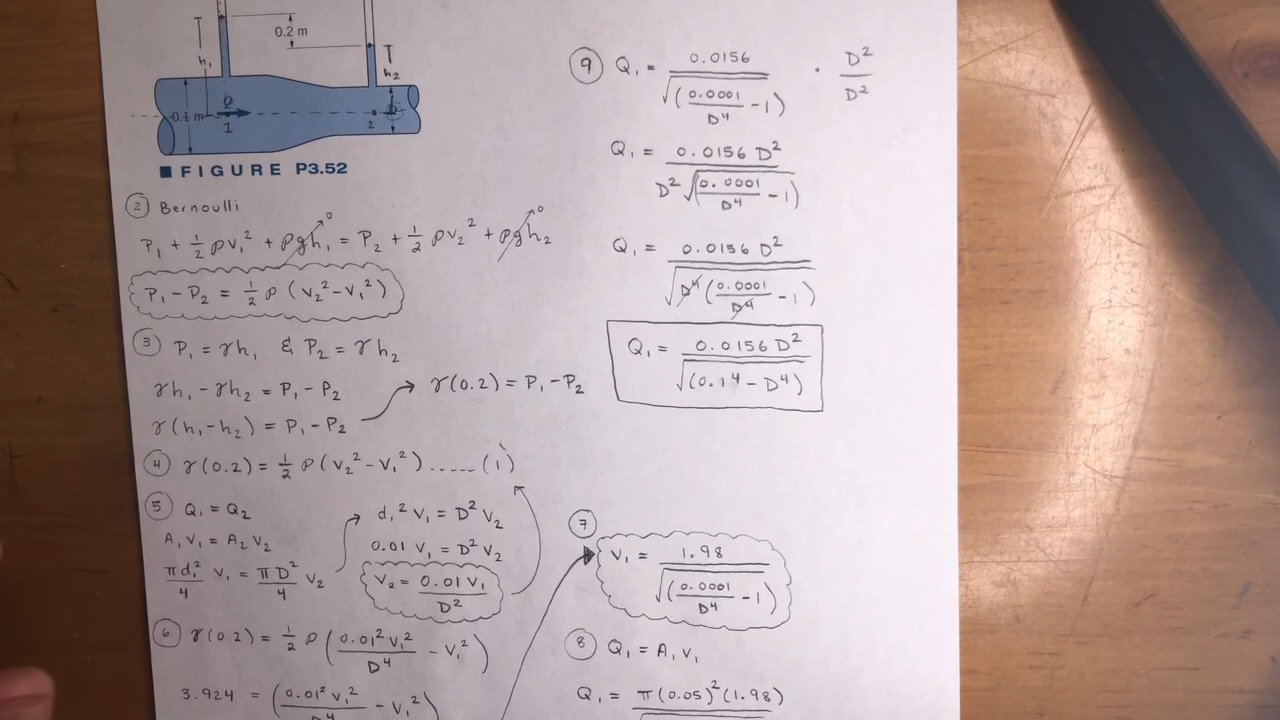 0.2 m
h₁
h₂
0.1 m
Q
1
2
D
FIGURE P3.52
② Bernoulli
P₁ + 1/2 ρv₁² + ρgh₁ = P₂ + 1/2 ρv₂² + ρgh₂
0
0
P₁ - P₂ = 1/2 ρ (v₂² - v₁²)
③ P₁ = γh₁ & P₂ = γh₂
γh₁ - γh₂ = P₁ - P₂
γ(h₁ - h₂) = P₁ - P₂
γ(0.2) = P₁ - P₂
④ γ(0.2) = 1/2 ρ(v₂² - v₁²) ..... (1)
⑤ Q₁ = Q₂
A₁V₁ = A₂V₂
πd₁²/4 V₁ = πD²/4 V₂
d₁² V₁ = D² V₂
0.01 V₁ = D² V₂
V₂ = 0.01 V₁/D²
⑥ γ(0.2) = 1/2 ρ (0.01² V₁²/D⁴ - V₁²)
3.924 = (0.01² V₁²/D⁴ - V₁²)
⑦
V₁ = 1.98/√((0.0001/D⁴ - 1))
⑧ Q₁ = A₁V₁
Q₁ = π(0.05)²(1.98)
⑨ Q₁ = 0.0156/√((0.0001/D⁴ - 1)) · D²/D²
Q₁ = 0.0156 D²/D²√((0.0001/D⁴ - 1))
Q₁ = 0.0156 D²/√(D⁴(0.0001/D⁴ - 1))
Q₁ = 0.0156 D²/√((0.1⁴ - D⁴))